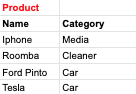 Product
Name Category
Iphone Media
Roomba Cleaner
Ford Pinto Car
Tesla Car